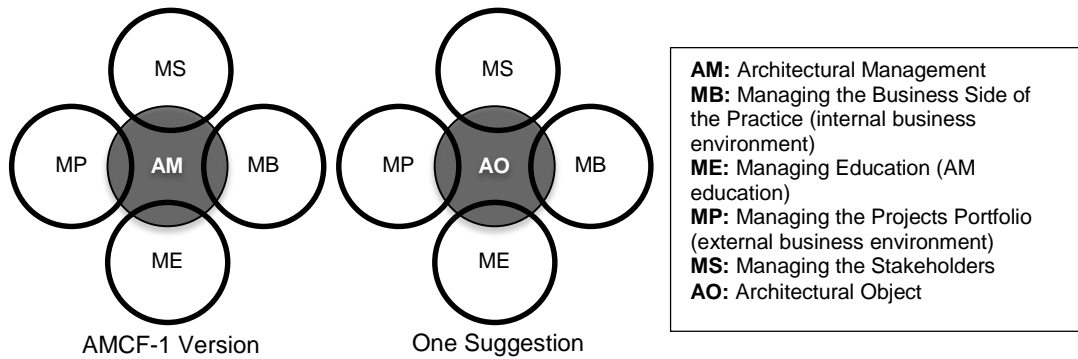 MS
MP
AM
MB
ME
AMCF-1 Version
MS
MP
AO
MB
ME
One Suggestion
AM: Architectural Management
MB: Managing the Business Side of
the Practice (internal business
environment)
ME: Managing Education (AM
education)
MP: Managing the Projects Portfolio
(external business environment)
MS: Managing the Stakeholders
AO: Architectural Object